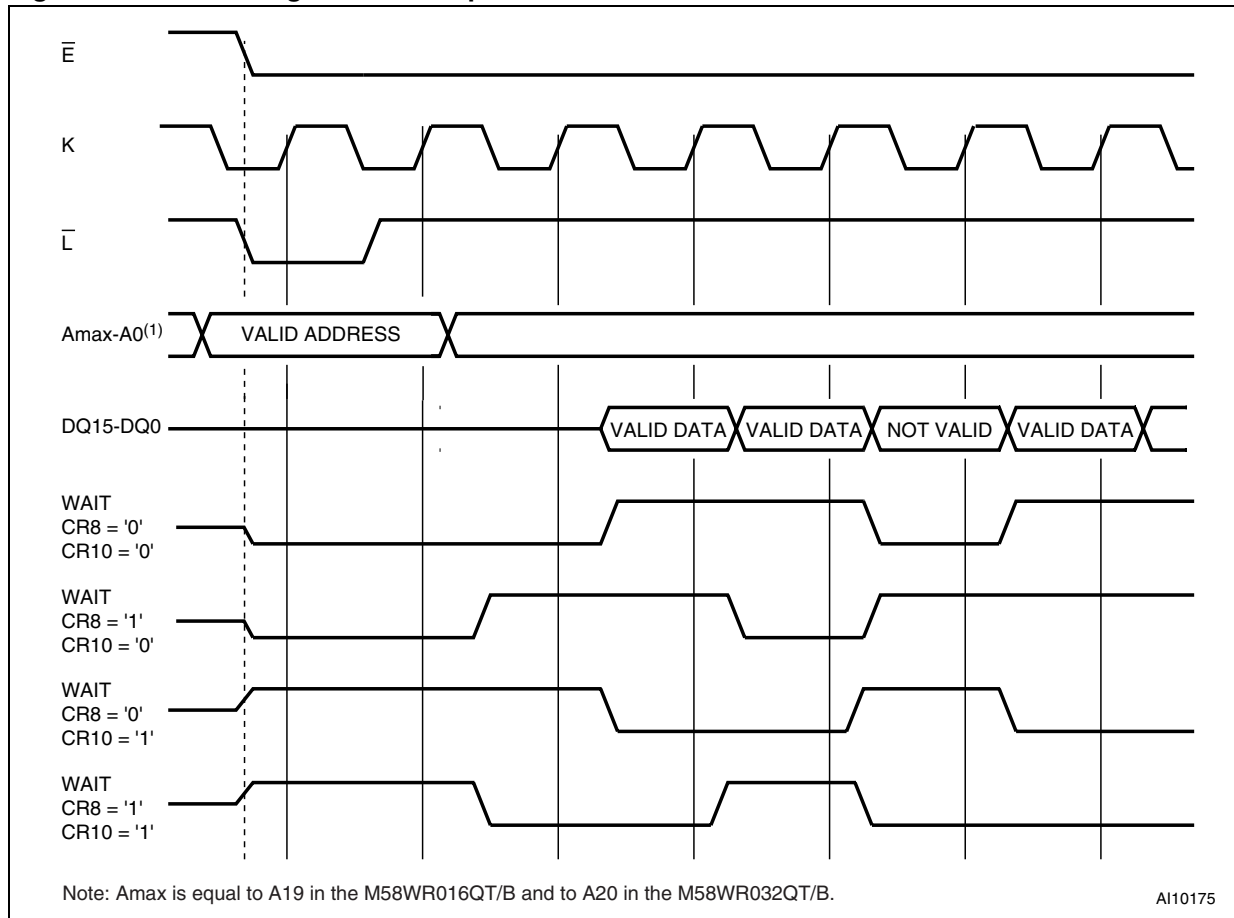 E
K
L
Amax-A0(1)
VALID ADDRESS
DQ15-DQ0
VALID DATA VALID DATA NOT VALID VALID DATA
WAIT
CR8 = '0'
CR10 = '0'
WAIT
CR8 = '1'
CR10 = '0'
WAIT
CR8 = '0'
CR10 = '1'
WAIT
CR8 = '1'
CR10 = '1'
Note: Amax is equal to A19 in the M58WR016QT/B and to A20 in the M58WR032QT/B.
AI10175